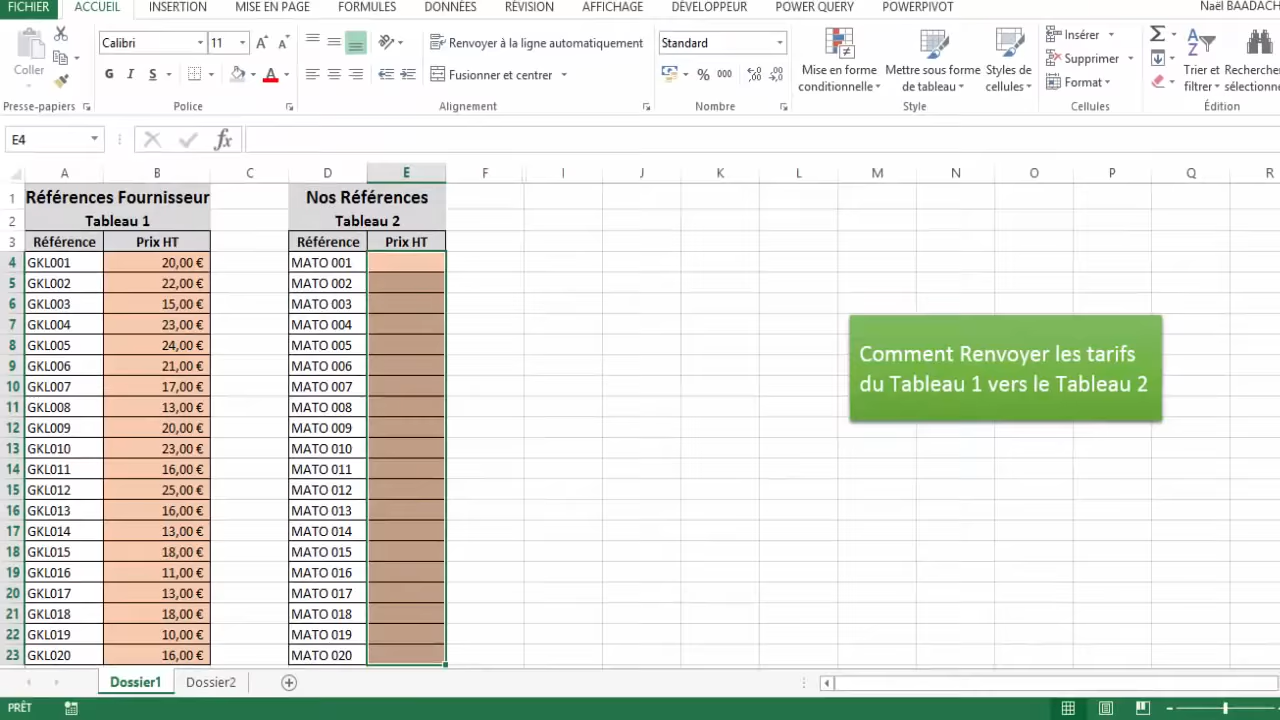 FICHIER ACCUEIL INSERTION MISE EN PAGE FORMULES DONNÉES RÉVISION AFFICHAGE DÉVELOPPEUR POWER QUERY POWERPIVOT Naël BAADACH
Calibri 11 Renvoyer à la ligne automatiquement Standard Insérer
Coller G I S Fusionner et centrer % 000 Mise en forme conditionnelle Mettre sous forme de tableau Styles de cellules Supprimer Format Trier et filtrer Rechercher sélectionne
Presse-papiers Police Alignement Nombre Style Cellules Édition
E4 fx
A B C D E F I J K L M N O P Q R
1 Références Fournisseur Nos Références
2 Tableau 1 Tableau 2
3 Référence Prix HT Référence Prix HT
4 GKL001 20,00 € MATO 001
5 GKL002 22,00 € MATO 002
6 GKL003 15,00 € MATO 003
7 GKL004 23,00 € MATO 004
8 GKL005 24,00 € MATO 005
9 GKL006 21,00 € MATO 006
10 GKL007 17,00 € MATO 007
11 GKL008 13,00 € MATO 008
12 GKL009 20,00 € MATO 009
13 GKL010 23,00 € MATO 010
14 GKL011 16,00 € MATO 011
15 GKL012 25,00 € MATO 012
16 GKL013 16,00 € MATO 013
17 GKL014 13,00 € MATO 014
18 GKL015 18,00 € MATO 015
19 GKL016 11,00 € MATO 016
20 GKL017 13,00 € MATO 017
21 GKL018 18,00 € MATO 018
22 GKL019 10,00 € MATO 019
23 GKL020 16,00 € MATO 020
Comment Renvoyer les tarifs
du Tableau 1 vers le Tableau 2
Dossier1 Dossier2
PRÊT